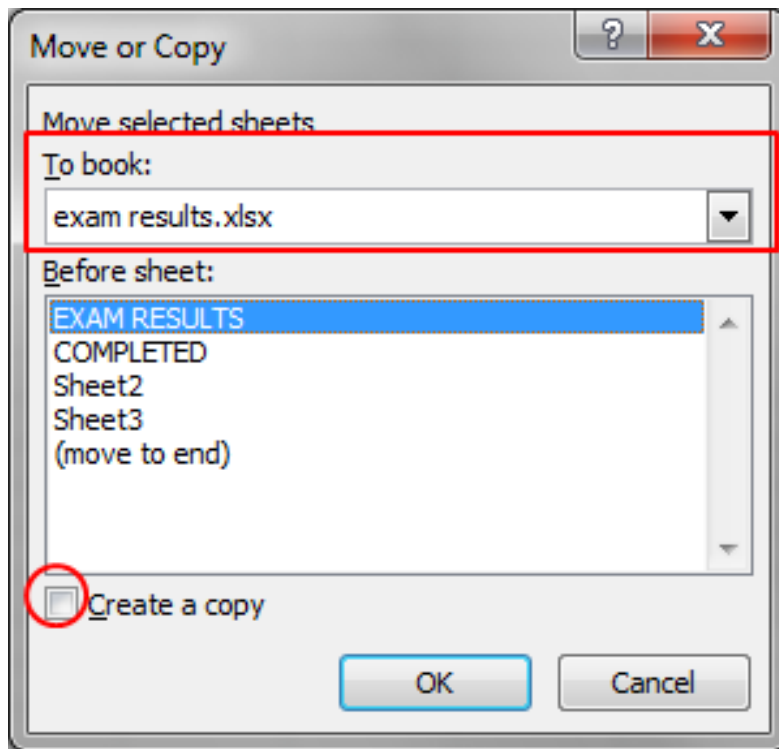 Move or Copy
Move selected sheets
To book:
exam results.xlsx
Before sheet:
EXAM RESULTS
COMPLETED
Sheet2
Sheet3
(move to end)
Create a copy
OK Cancel